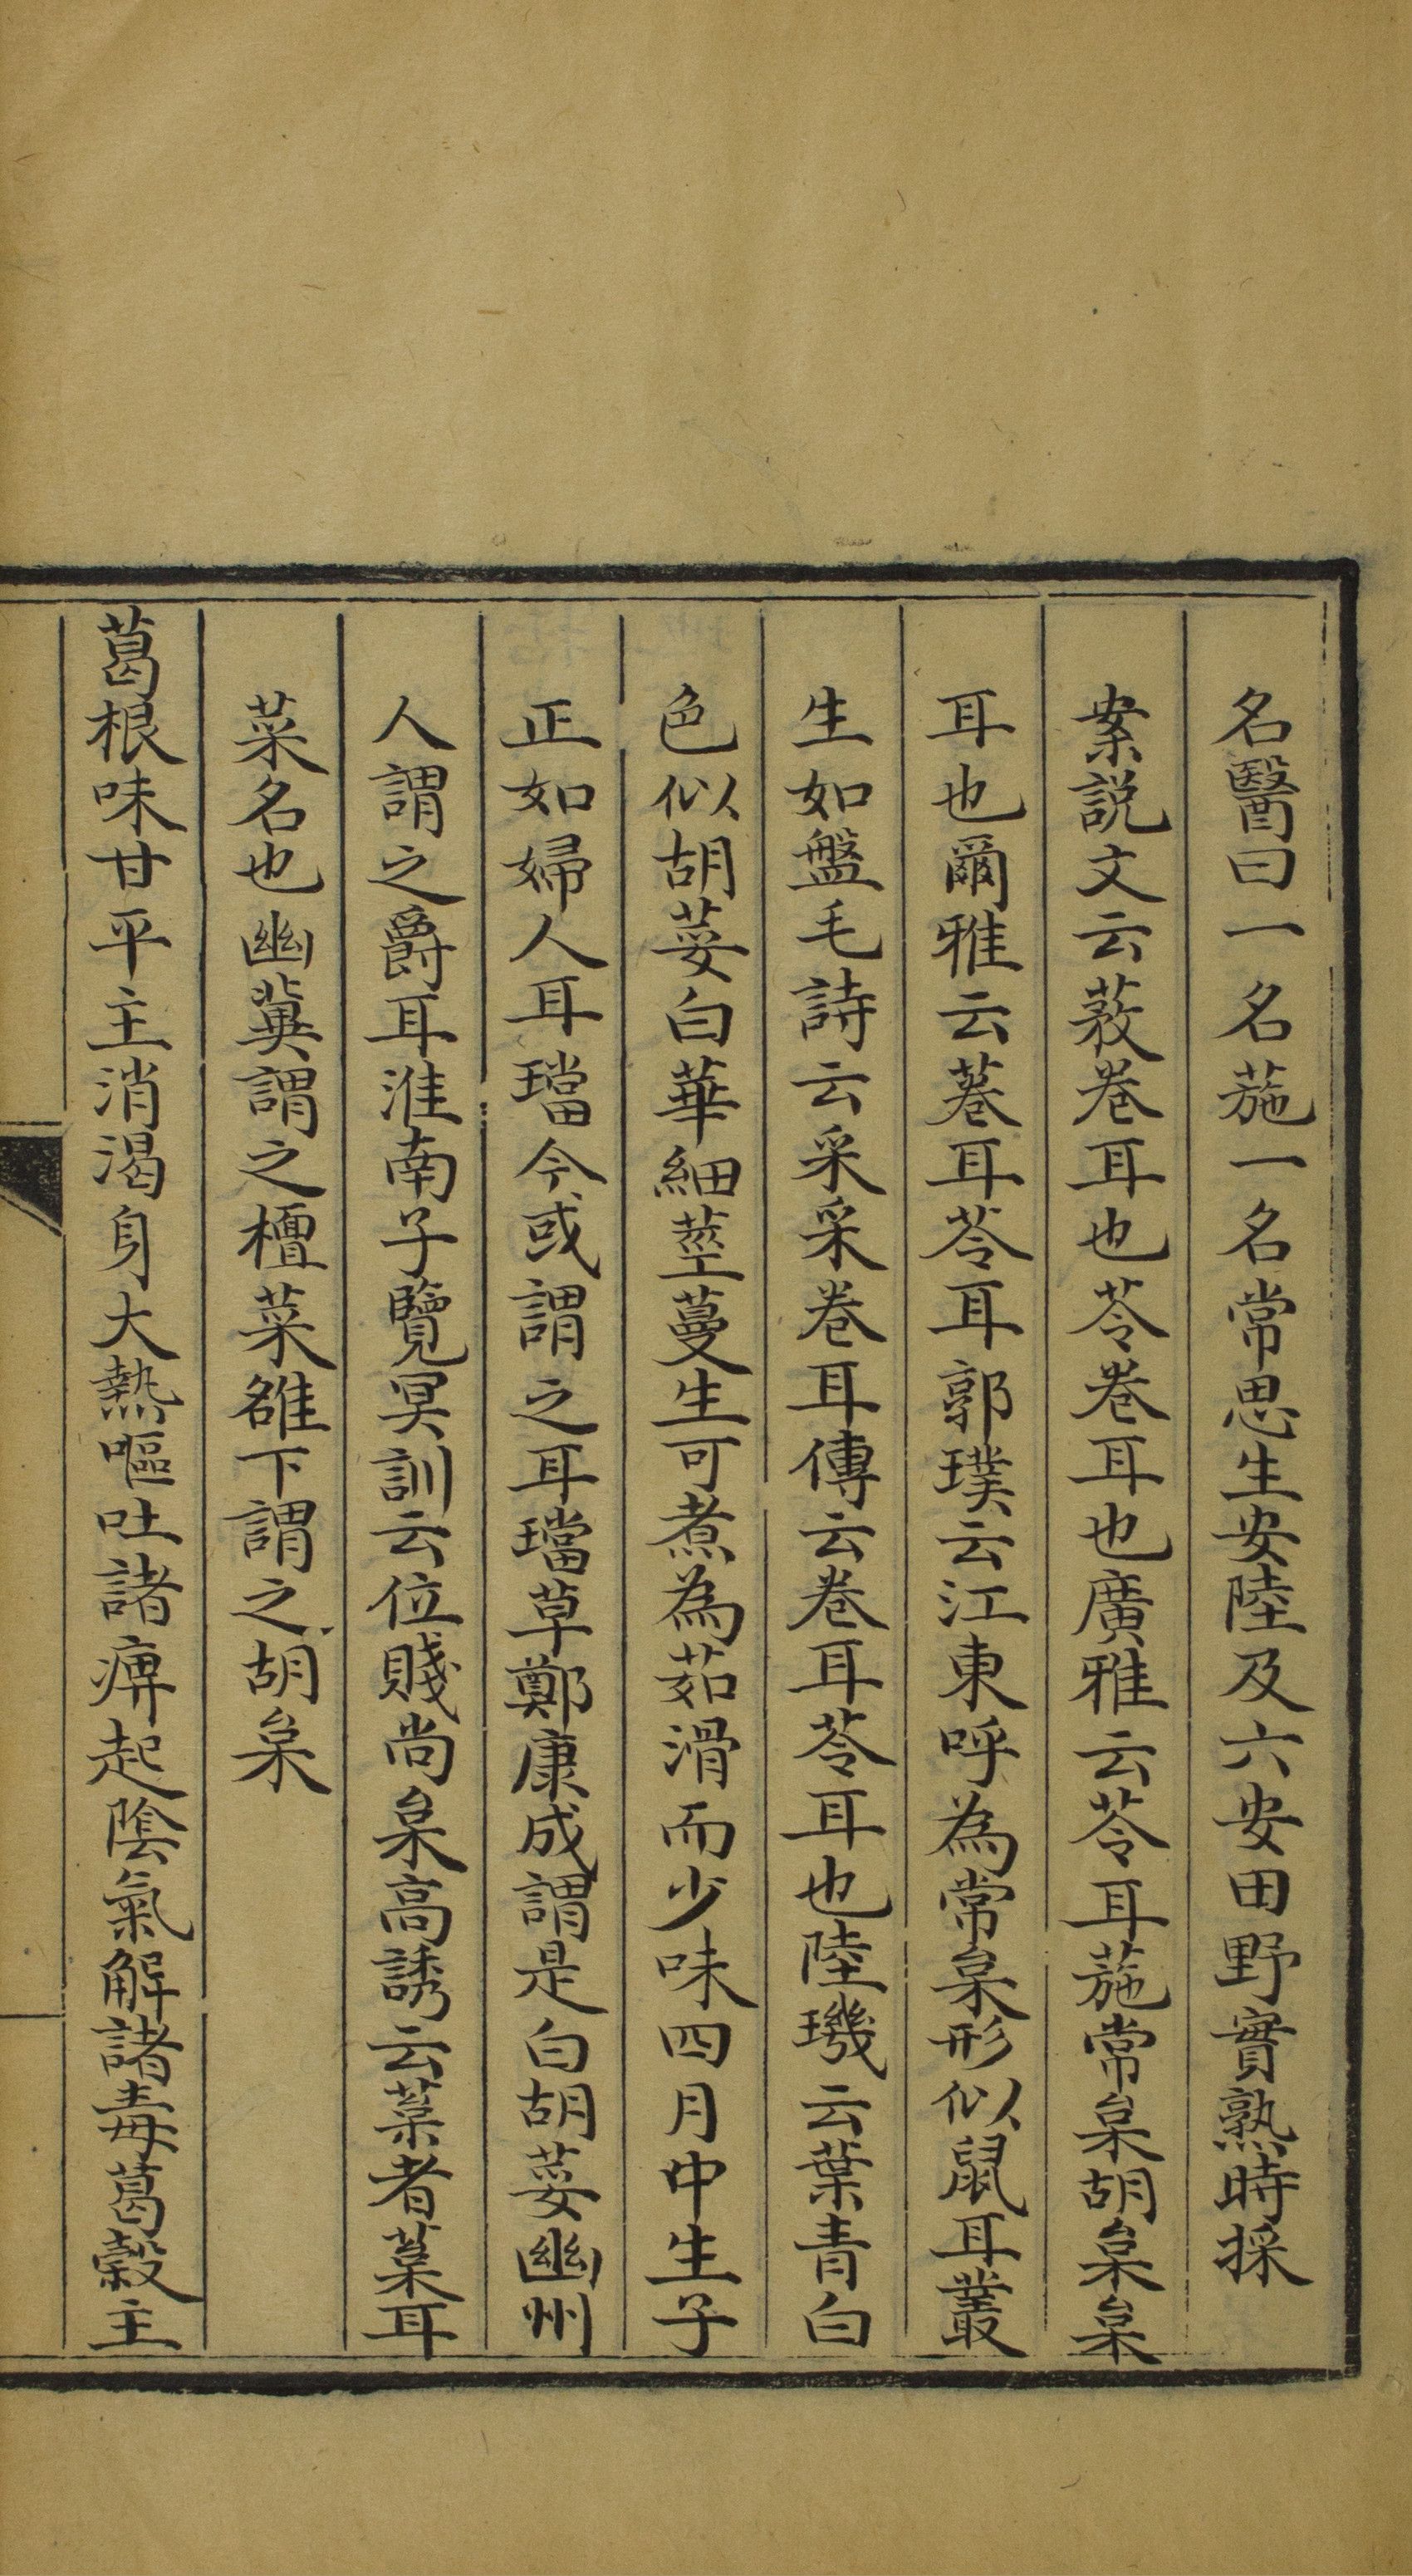 名醫曰一名葹一名常思生安陸及六安田野實熟時採
案説文云蔱卷耳也苓卷耳也廣雅云苓耳葹常枲胡枲枲
耳也爾雅云菤耳苓耳郭璞云江東呼為常枲形似鼠耳叢
生如盤毛詩云采采卷耳傳云卷耳苓耳也陸璣云葉青白
色似胡荽白華細莖蔓生可煮為茹滑而少味四月中生子
正如婦人耳璫今或謂之耳璫草鄭康成謂是白胡荽幽州
人謂之爵耳淮南子覽冥訓云位賤尚枲高誘云菜者菜耳
菜名也幽冀謂之檀菜雒下謂之胡枲
葛根味甘平主消渴身大熱嘔吐諸痹起陰氣解諸毒葛穀主